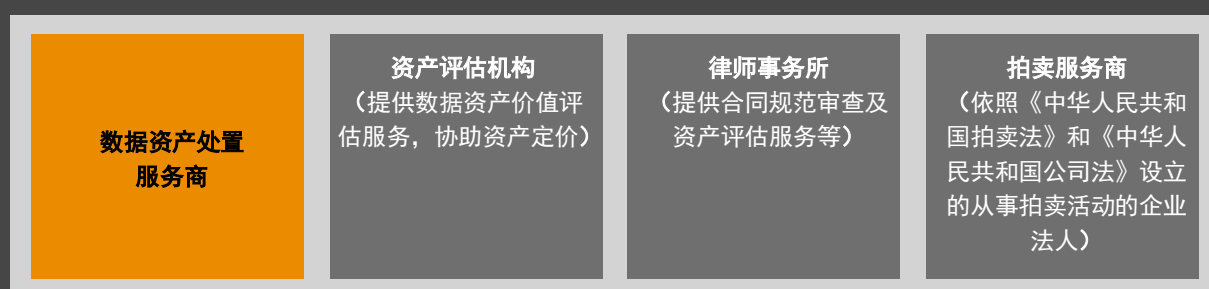 数据资产处置
服务商
资产评估机构
（提供数据资产价值评
估服务，协助资产定价）
律师事务所
（提供合同规范审查及
资产评估服务等）
拍卖服务商
（依照《中华人民共和
国拍卖法》和《中华人
民共和国公司法》设立
的从事拍卖活动的企业
法人）